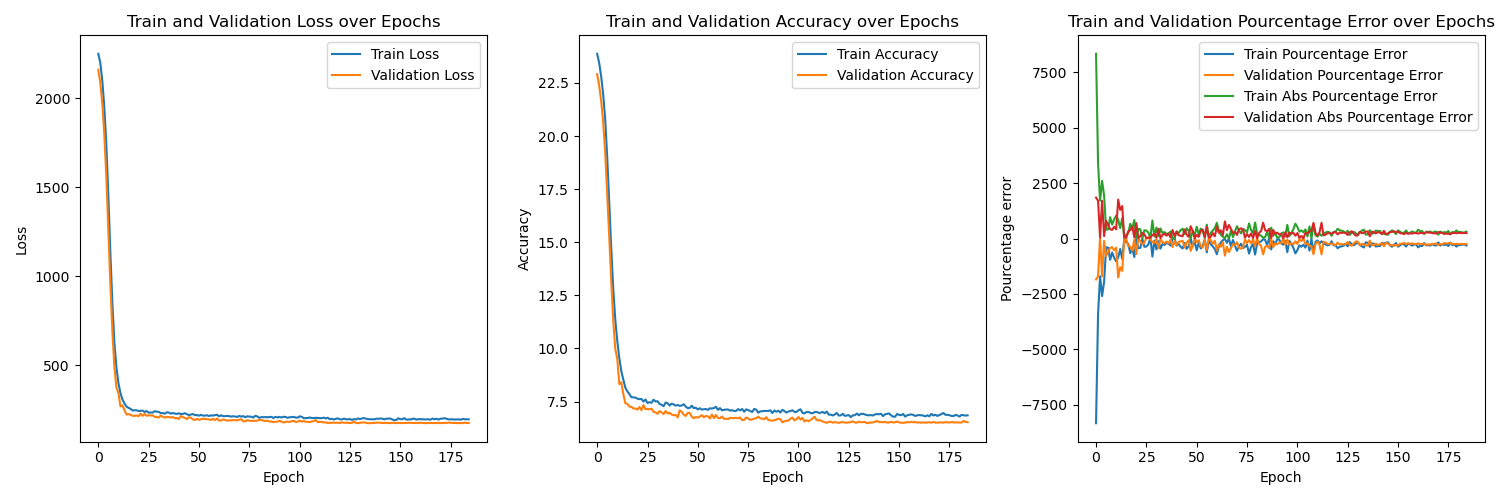 Train and Validation Loss over Epochs
Train Loss
Validation Loss
2000
1500
1000
500
Loss
0 25 50 75 100 125 150 175
Epoch
Train and Validation Accuracy over Epochs
Train Accuracy
Validation Accuracy
22.5
20.0
17.5
15.0
12.5
10.0
7.5
Accuracy
0 25 50 75 100 125 150 175
Epoch
Train and Validation Pourcentage Error over Epochs
Train Pourcentage Error
Validation Pourcentage Error
Train Abs Pourcentage Error
Validation Abs Pourcentage Error
7500
5000
2500
0
−2500
−5000
−7500
Pourcentage error
0 25 50 75 100 125 150 175
Epoch